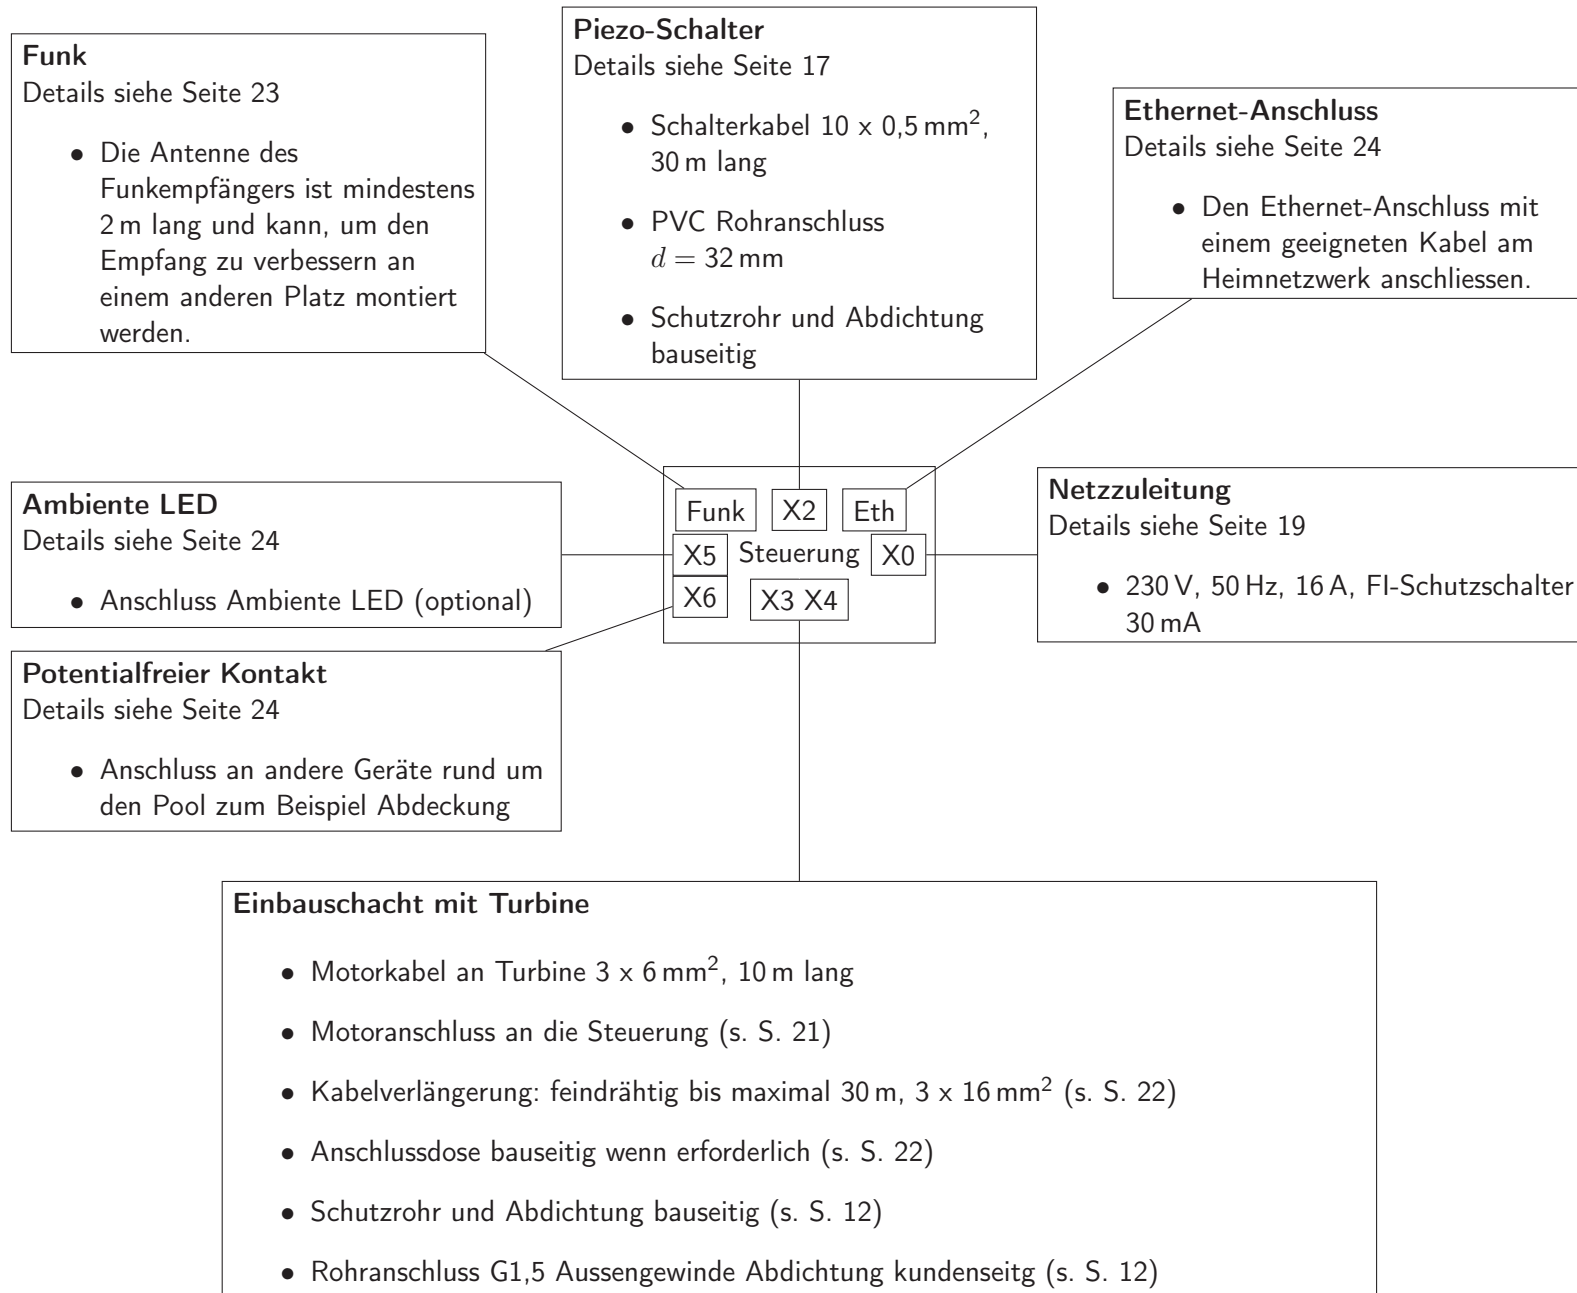 Funk
Details siehe Seite 23
• Die Antenne des
Funkempfängers ist mindestens
2 m lang und kann, um den
Empfang zu verbessern an
einem anderen Platz montiert
werden.
Piezo-Schalter
Details siehe Seite 17
• Schalterkabel 10 x 0,5 mm²,
30 m lang
• PVC Rohranschluss
d = 32 mm
• Schutzrohr und Abdichtung
bauseitig
Ethernet-Anschluss
Details siehe Seite 24
• Den Ethernet-Anschluss mit
einem geeigneten Kabel am
Heimnetzwerk anschliessen.
Ambiente LED
Details siehe Seite 24
• Anschluss Ambiente LED (optional)
Funk X2 Eth
X5 Steuerung X0
X6 X3 X4
Netzzuleitung
Details siehe Seite 19
• 230 V, 50 Hz, 16 A, FI-Schutzschalter
30 mA
Potentialfreier Kontakt
Details siehe Seite 24
• Anschluss an andere Geräte rund um
den Pool zum Beispiel Abdeckung
Einbauschacht mit Turbine
• Motorkabel an Turbine 3 x 6 mm², 10 m lang
• Motoranschluss an die Steuerung (s. S. 21)
• Kabelverlängerung: feindrähtig bis maximal 30 m, 3 x 16 mm² (s. S. 22)
• Anschlussdose bauseitig wenn erforderlich (s. S. 22)
• Schutzrohr und Abdichtung bauseitig (s. S. 12)
• Rohranschluss G1,5 Aussengewinde Abdichtung kundenseitg (s. S. 12)